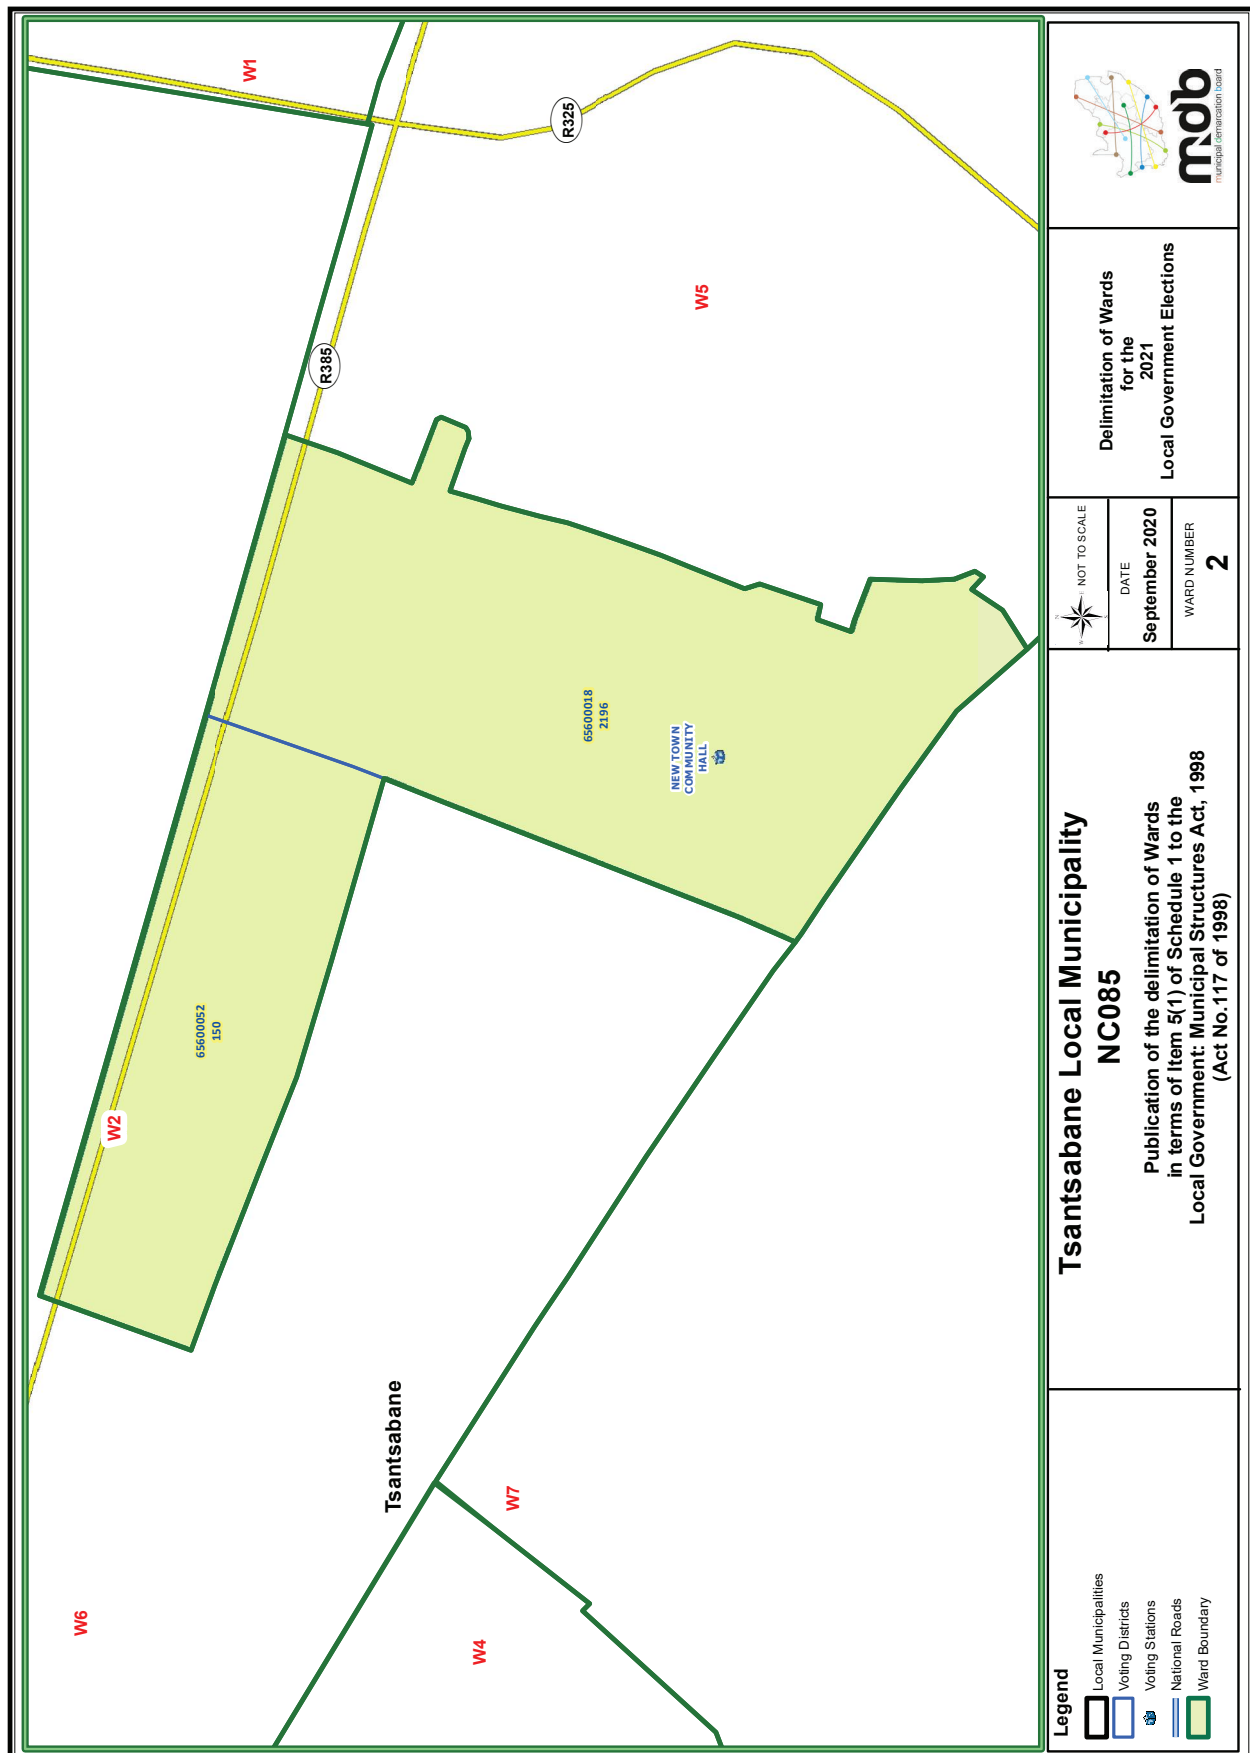 W6
W4
W7
Tsantsabane
W2
65600052
150
65600018
2196
NEW TOWN
COMMUNITY
HALL
R385
R325
W5
W1
Legend
Local Municipalities
Voting Districts
Voting Stations
National Roads
Ward Boundary
Tsantsabane Local Municipality
NC085
Publication of the delimitation of Wards
in terms of Item 5(1) of Schedule 1 to the
Local Government: Municipal Structures Act, 1998
(Act No.117 of 1998)
N
W E
S
NOT TO SCALE
DATE
September 2020
WARD NUMBER
2
Delimitation of Wards
for the
2021
Local Government Elections
mdb
municipal demarcation board